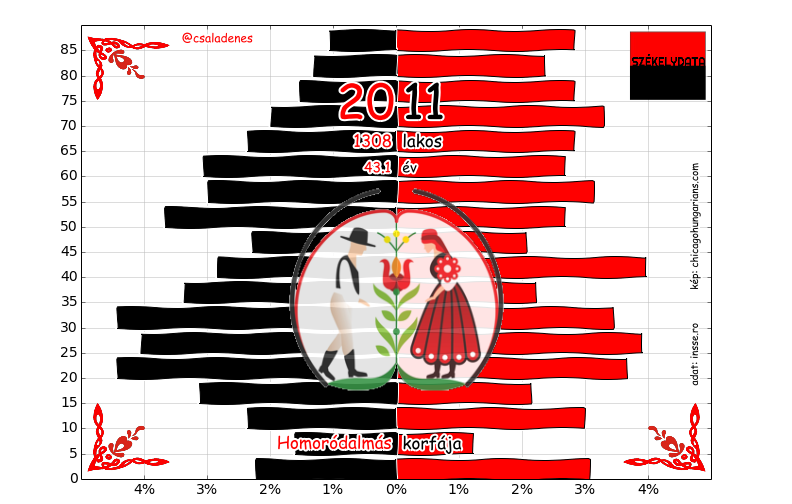 @csaladenes
SZÉKELYDATA
2011
1308 lakos
43.1 év
kép: chicagohungarians.com
adat: insse.ro
Homoródalmás korfája
85
80
75
70
65
60
55
50
45
40
35
30
25
20
15
10
5
0
4% 3% 2% 1% 0% 1% 2% 3% 4%